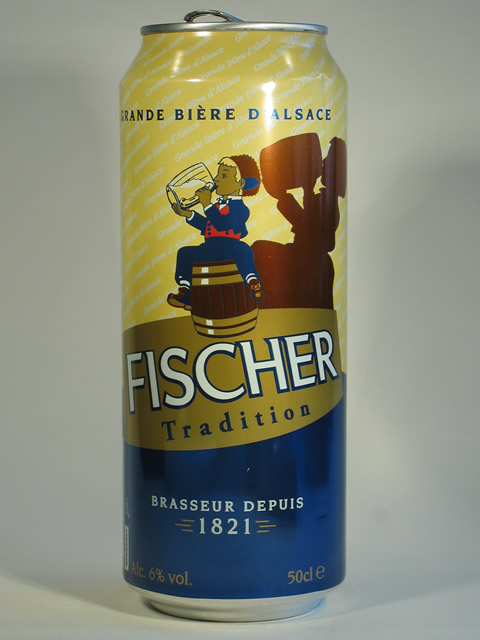 GRANDE BIÈRE D'ALSACE
FISCHER
Tradition
BRASSEUR DEPUIS
1821
Alc. 6% vol.
50cl e